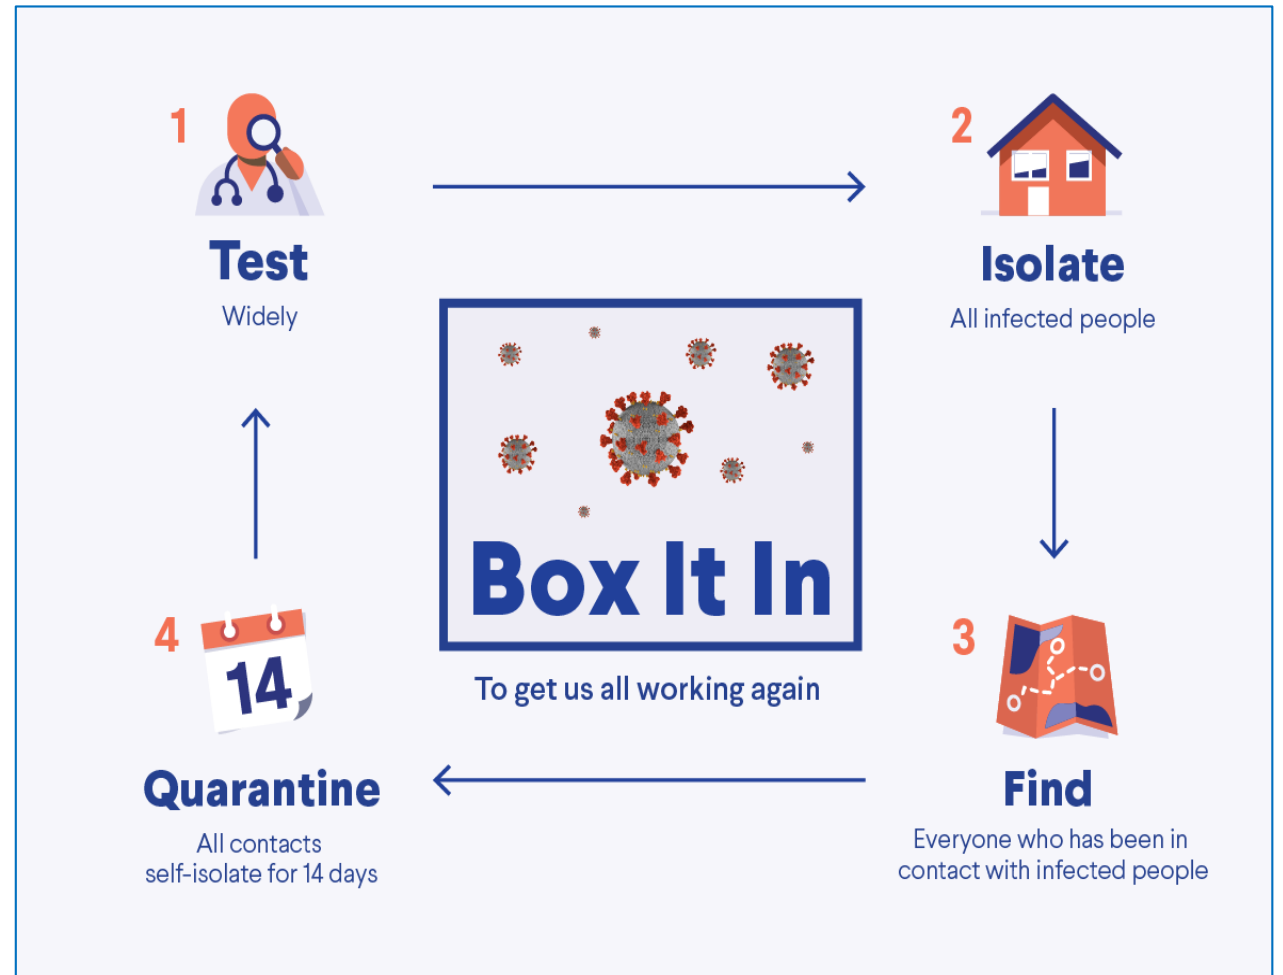 1
Test
Widely
2
Isolate
All infected people
Box It In
To get us all working again
4
14
Quarantine
All contacts
self-isolate for 14 days
3
Find
Everyone who has been in
contact with infected people